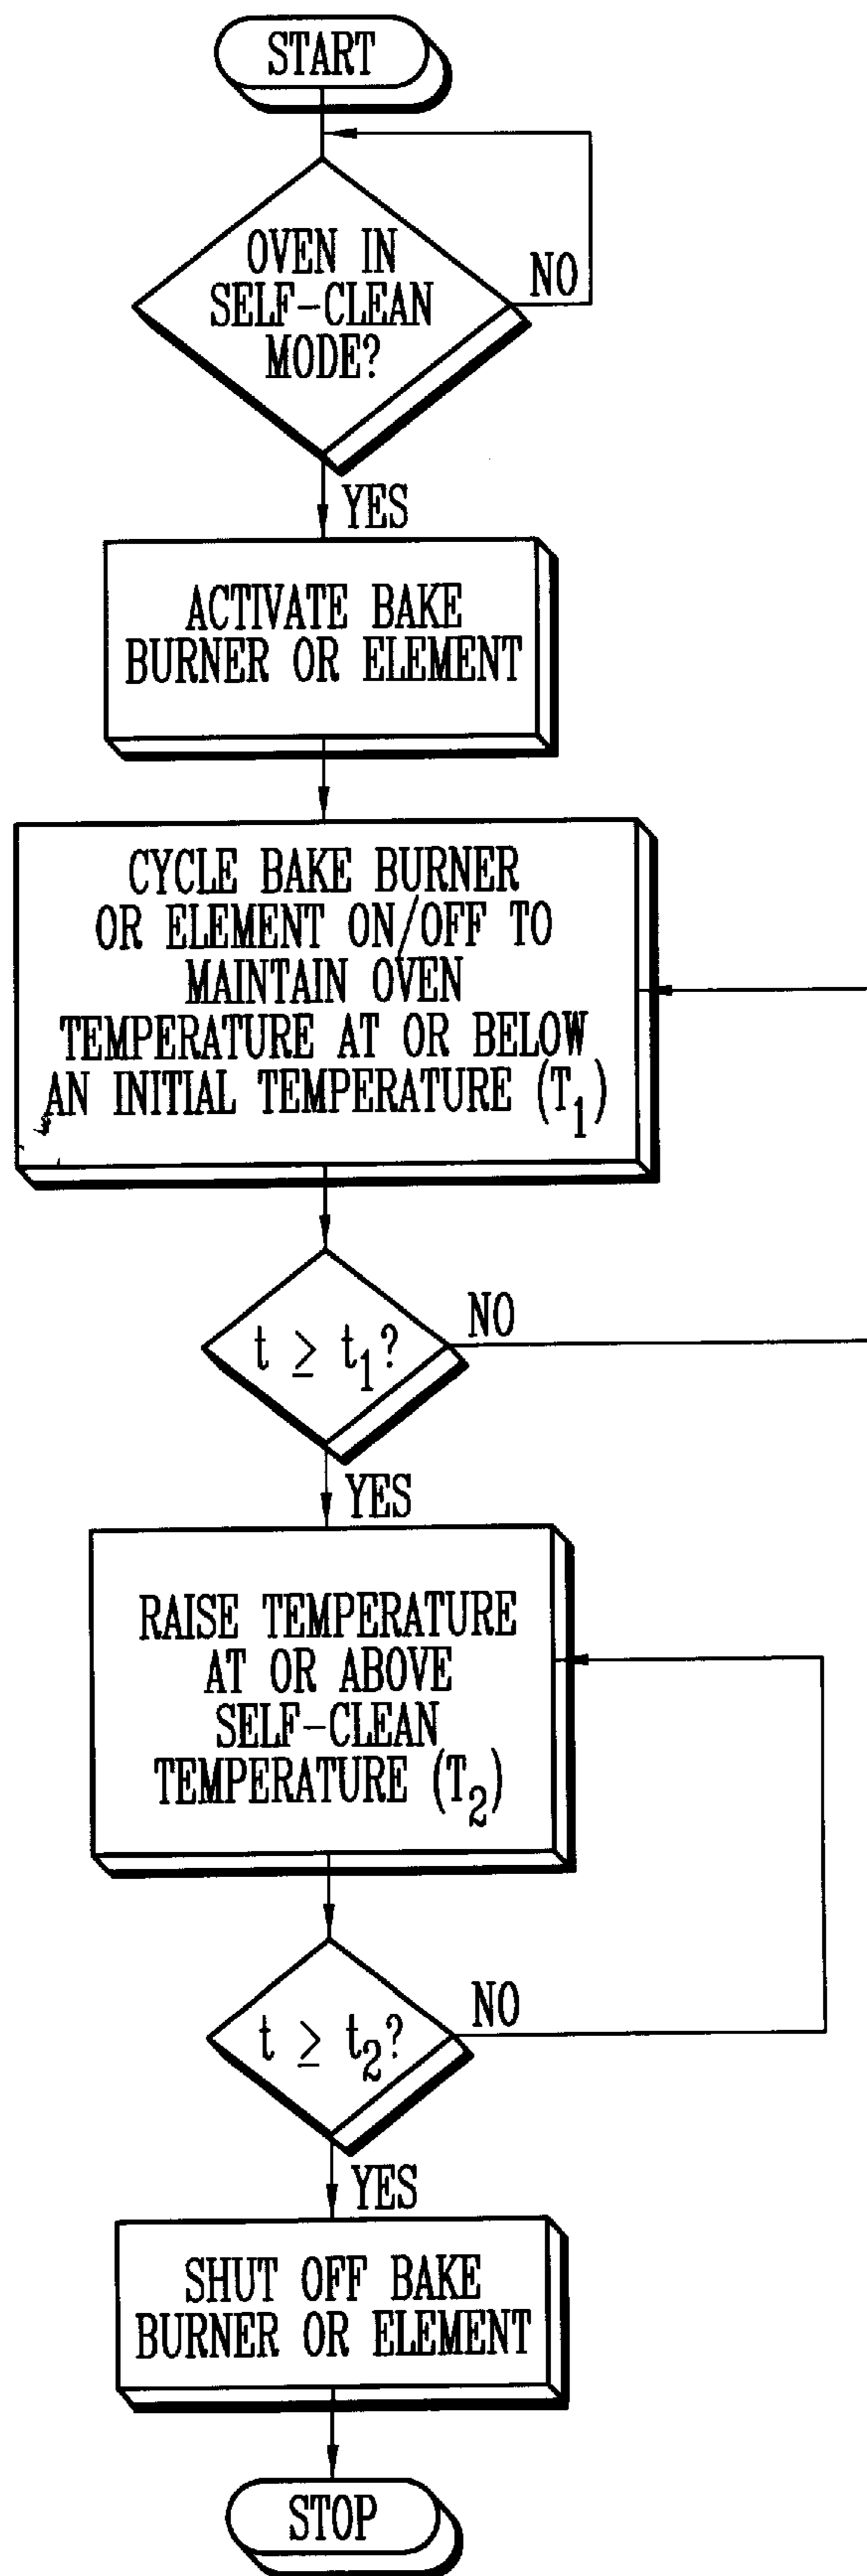 START
OVEN IN
SELF-CLEAN
MODE?
NO
YES
ACTIVATE BAKE
BURNER OR ELEMENT
CYCLE BAKE BURNER
OR ELEMENT ON/OFF TO
MAINTAIN OVEN
TEMPERATURE AT OR BELOW
AN INITIAL TEMPERATURE (T₁)
t ≥ t₁?
NO
YES
RAISE TEMPERATURE
AT OR ABOVE
SELF-CLEAN
TEMPERATURE (T₂)
t ≥ t₂?
NO
YES
SHUT OFF BAKE
BURNER OR ELEMENT
STOP